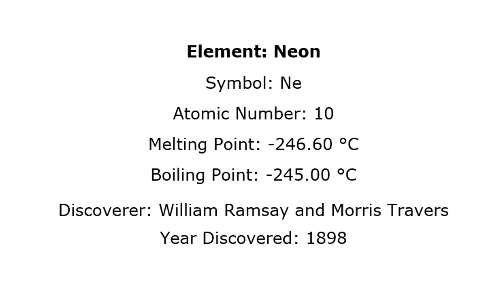 Element: Neon
Symbol: Ne
Atomic Number: 10
Melting Point: -246.60 °C
Boiling Point: -245.00 °C
Discoverer: William Ramsay and Morris Travers
Year Discovered: 1898